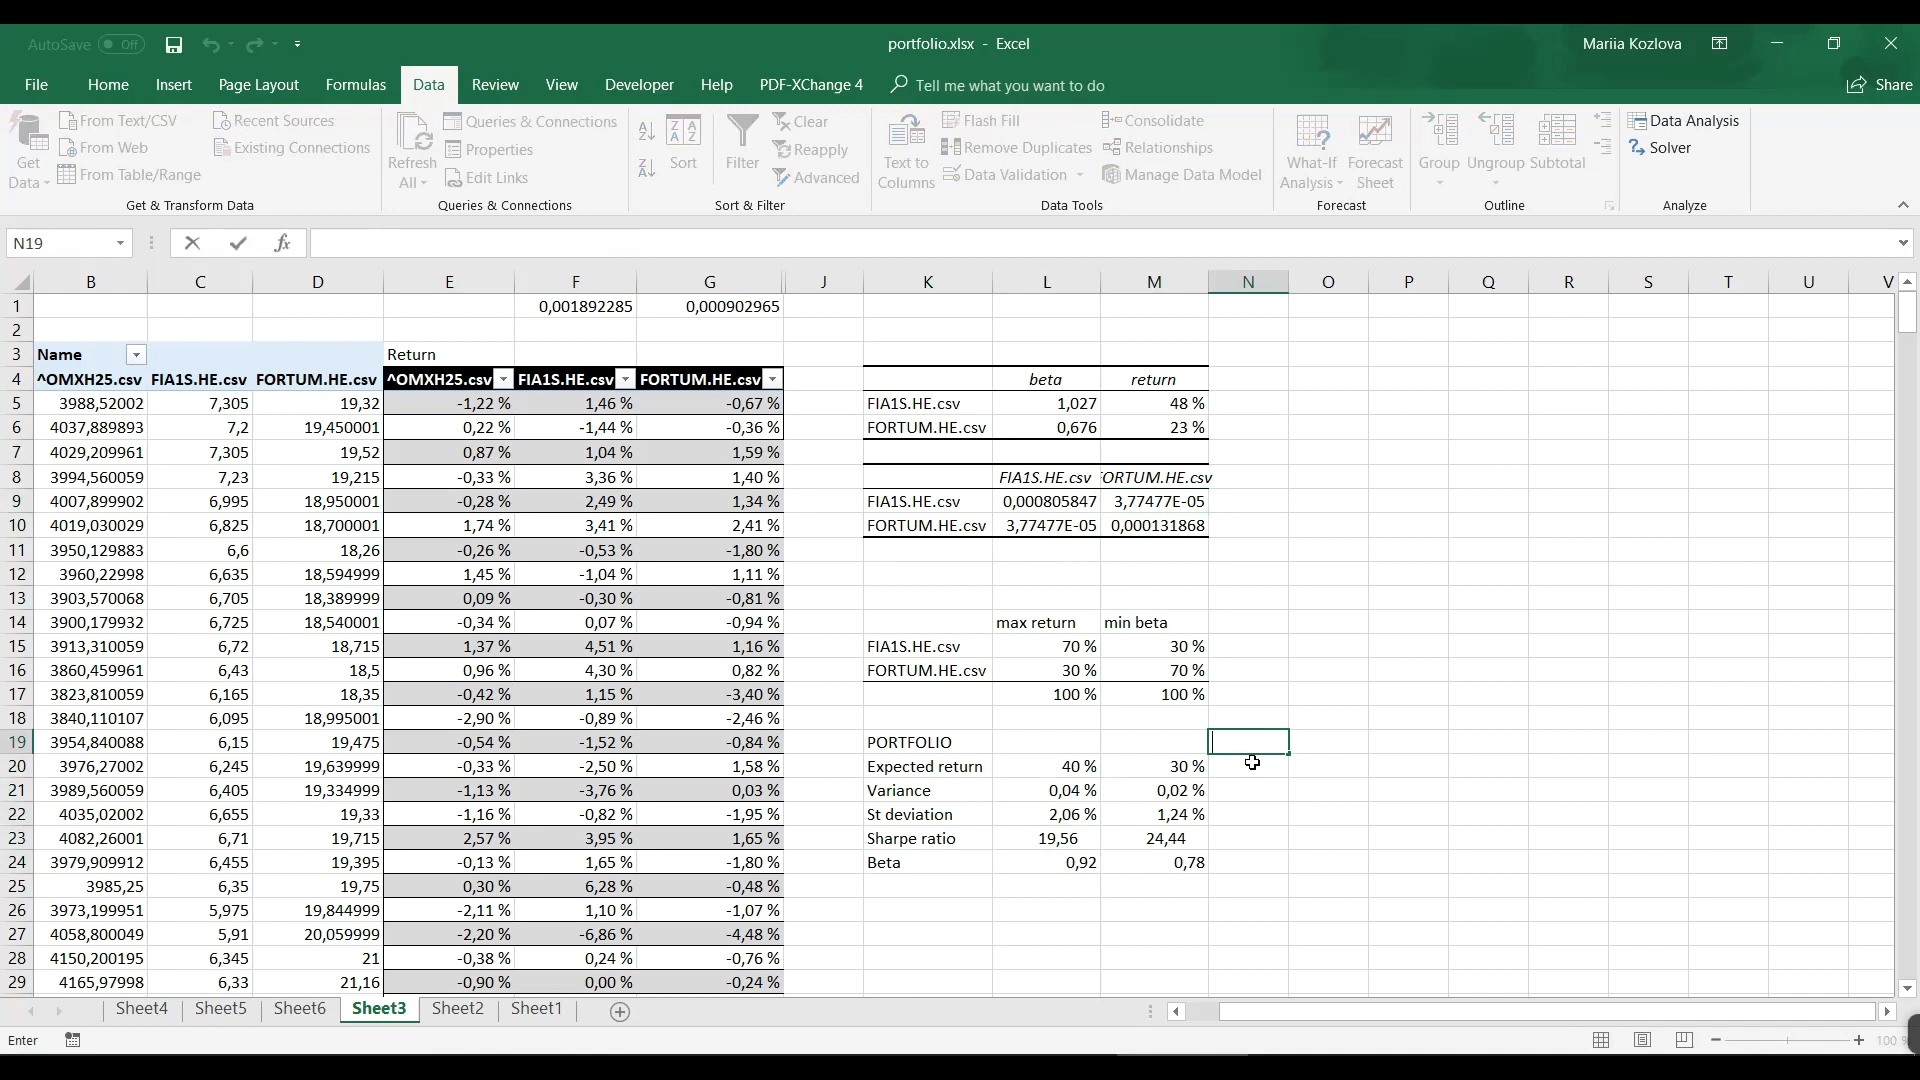 AutoSave Off portfolio.xlsx - Excel Mariia Kozlova
File Home Insert Page Layout Formulas Data Review View Developer Help PDF-XChange 4 Tell me what you want to do Share
From Text/CSV Recent Sources Queries & Connections Clear Flash Fill Consolidate Data Analysis
From Web Existing Connections Properties Reapply Remove Duplicates Relationships Solver
From Table/Range Edit Links Advanced Data Validation Manage Data Model
Get Data Refresh All Sort Filter Text to Columns What-If Analysis Forecast Sheet Group Ungroup Subtotal
Get & Transform Data Queries & Connections Sort & Filter Data Tools Forecast Outline Analyze
N19 fx
B C D E F G J K L M N O P Q R S T U V
1 0,001892285 0,000902965
2
3 Name Return
4 ^OMXH25.csv FIA1S.HE.csv FORTUM.HE.csv ^OMXH25.csv FIA1S.HE.csv FORTUM.HE.csv beta return
5 3988,52002 7,305 19,32 -1,22 % 1,46 % -0,67 % FIA1S.HE.csv 1,027 48 %
6 4037,889893 7,2 19,450001 0,22 % -1,44 % -0,36 % FORTUM.HE.csv 0,676 23 %
7 4029,209961 7,305 19,52 0,87 % 1,04 % 1,59 %
8 3994,560059 7,23 19,215 -0,33 % 3,36 % 1,40 % FIA1S.HE.csv ORTUM.HE.csv
9 4007,899902 6,995 18,950001 -0,28 % 2,49 % 1,34 % FIA1S.HE.csv 0,000805847 3,77477E-05
10 4019,030029 6,825 18,700001 1,74 % 3,41 % 2,41 % FORTUM.HE.csv 3,77477E-05 0,000131868
11 3950,129883 6,6 18,26 -0,26 % -0,53 % -1,80 %
12 3960,22998 6,635 18,594999 1,45 % -1,04 % 1,11 %
13 3903,570068 6,705 18,389999 0,09 % -0,30 % -0,81 %
14 3900,179932 6,725 18,540001 -0,34 % 0,07 % -0,94 % max return min beta
15 3913,310059 6,72 18,715 1,37 % 4,51 % 1,16 % FIA1S.HE.csv 70 % 30 %
16 3860,459961 6,43 18,5 0,96 % 4,30 % 0,82 % FORTUM.HE.csv 30 % 70 %
17 3823,810059 6,165 18,35 -0,42 % 1,15 % -3,40 % 100 % 100 %
18 3840,110107 6,095 18,995001 -2,90 % -0,89 % -2,46 %
19 3954,840088 6,15 19,475 -0,54 % -1,52 % -0,84 % PORTFOLIO
20 3976,27002 6,245 19,639999 -0,33 % -2,50 % 1,58 % Expected return 40 % 30 %
21 3989,560059 6,405 19,334999 -1,13 % -3,76 % 0,03 % Variance 0,04 % 0,02 %
22 4035,02002 6,655 19,33 -1,16 % -0,82 % -1,95 % St deviation 2,06 % 1,24 %
23 4082,26001 6,71 19,715 2,57 % 3,95 % 1,65 % Sharpe ratio 19,56 24,44
24 3979,909912 6,455 19,395 -0,13 % 1,65 % -1,80 % Beta 0,92 0,78
25 3985,25 6,35 19,75 0,30 % 6,28 % -0,48 %
26 3973,199951 5,975 19,844999 -2,11 % 1,10 % -1,07 %
27 4058,800049 5,91 20,059999 -2,20 % -6,86 % -4,48 %
28 4150,200195 6,345 21 -0,38 % 0,24 % -0,76 %
29 4165,97998 6,33 21,16 -0,90 % 0,00 % -0,24 %
Sheet4 Sheet5 Sheet6 Sheet3 Sheet2 Sheet1
Enter 100